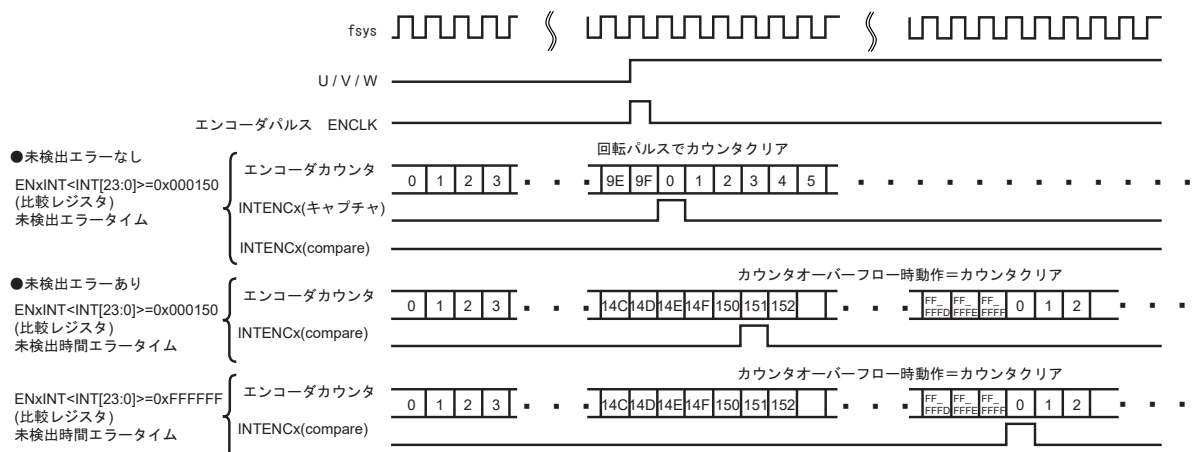 fsys
U / V / W
エンコーダパルス ENCLK
●未検出エラーなし
回転パルスでカウンタクリア
ENxINT<INT[23:0]>=0x000150
(比較レジスタ)
未検出エラータイム
エンコーダカウンタ
0 1 2 3 ・・・ 9E 9F 0 1 2 3 4 5 ・・・・・・・・・・・・
INTENCx(キャプチャ)
INTENCx(compare)
●未検出エラーあり
カウンタオーバーフロー時動作=カウンタクリア
ENxINT<INT[23:0]>=0x000150
(比較レジスタ)
未検出時間エラータイム
エンコーダカウンタ
0 1 2 3 ・・・ 14C 14D 14E 14F 150 151 152 ・・・ FF_FFFD FF_FFFE FF_FFFF 0 1 2 ・・・
INTENCx(compare)
カウンタオーバーフロー時動作=カウンタクリア
ENxINT<INT[23:0]>=0xFFFFFF
(比較レジスタ)
未検出時間エラータイム
エンコーダカウンタ
0 1 2 3 ・・・ 14C 14D 14E 14F 150 151 152 ・・・ FF_FFFD FF_FFFE FF_FFFF 0 1 2 ・・・
INTENCx(compare)